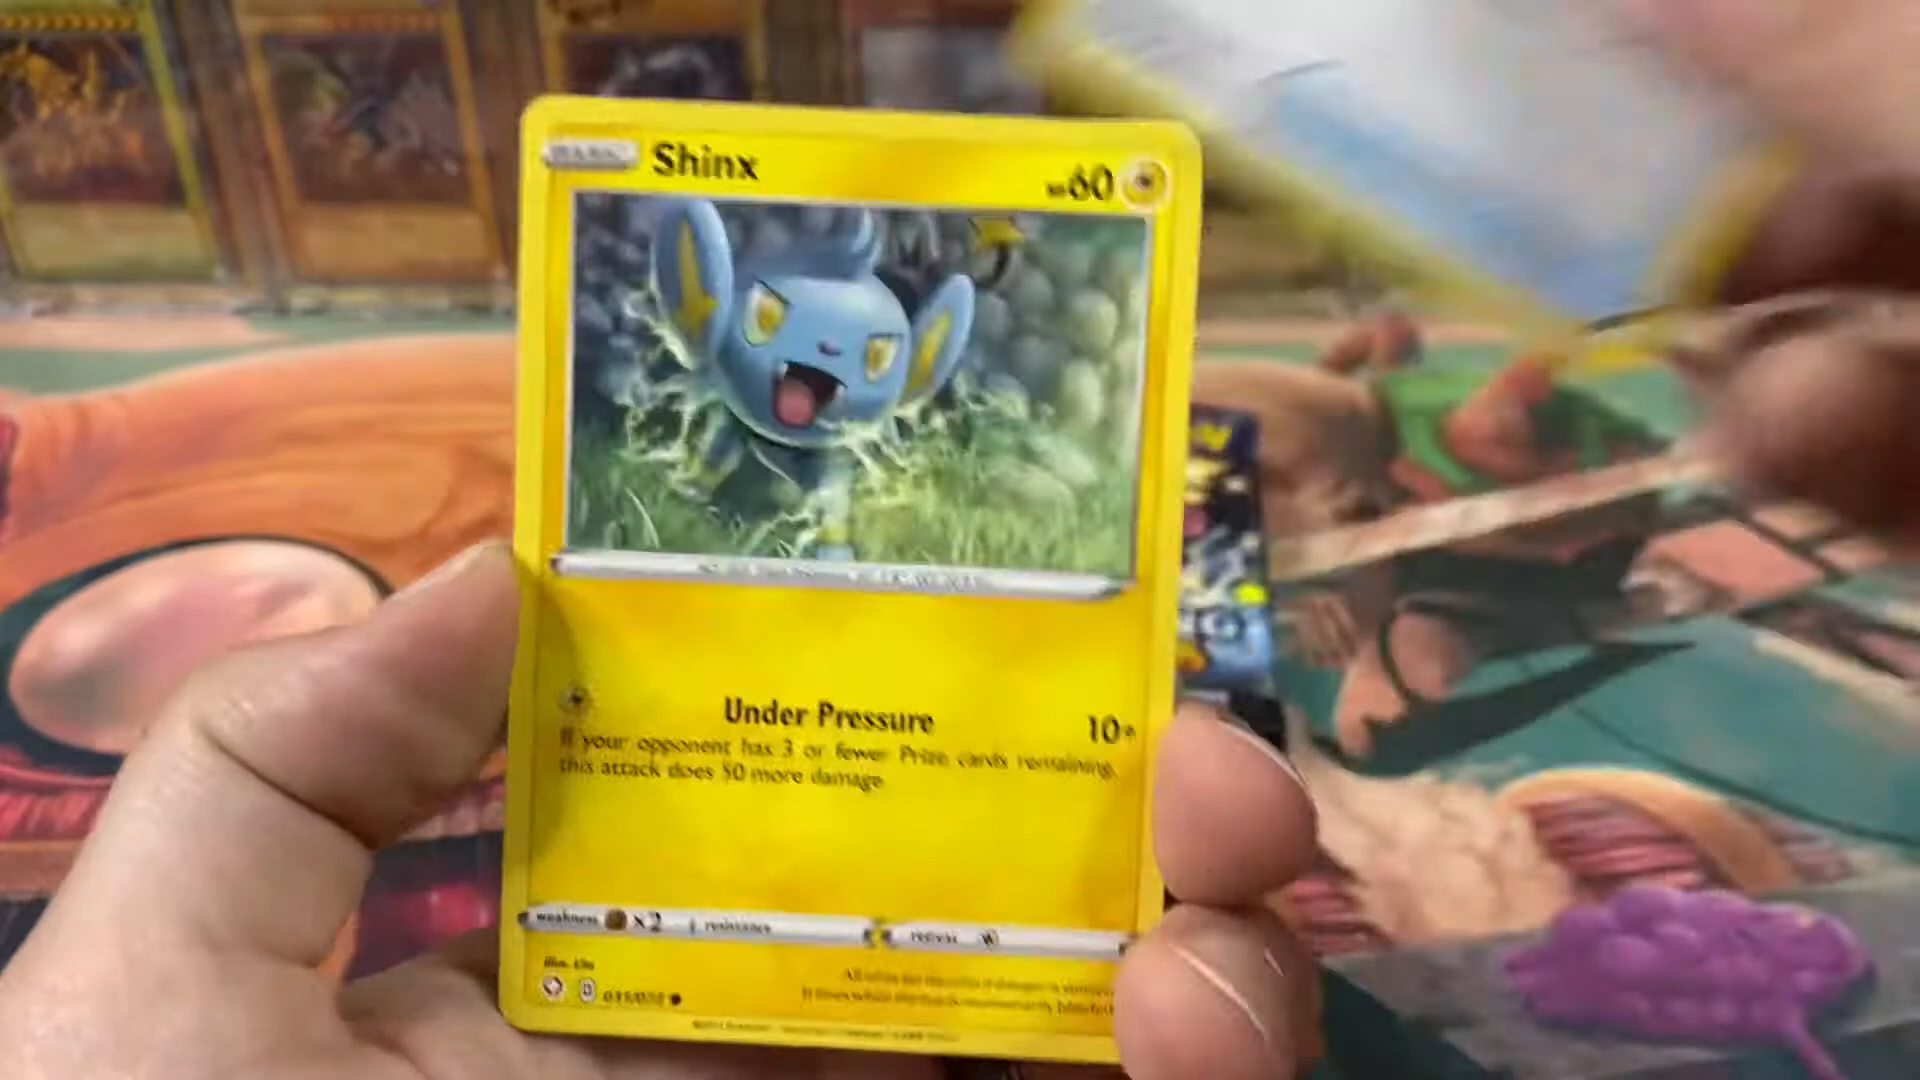 BASIC
Shinx
HP60
Under Pressure
10+
If your opponent has 3 or fewer Prize cards remaining,
this attack does 50 more damage.
weakness ×2
resistance
retreat